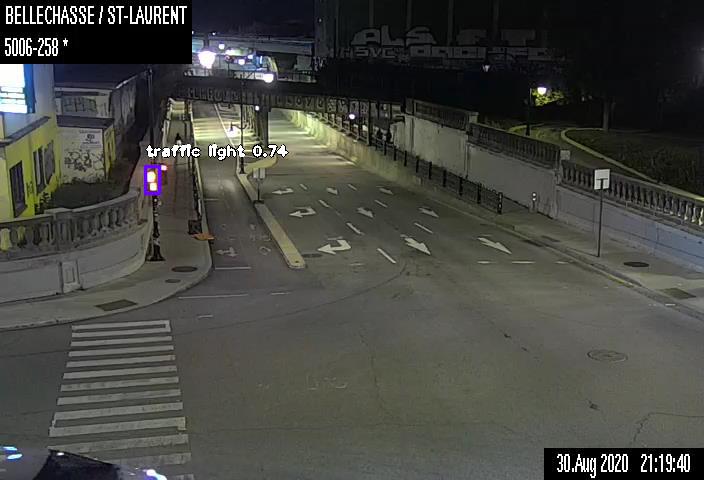 BELLECHASSE / ST-LAURENT
5006-258 *
traffic light 0.74
30.Aug 2020 21:19:40